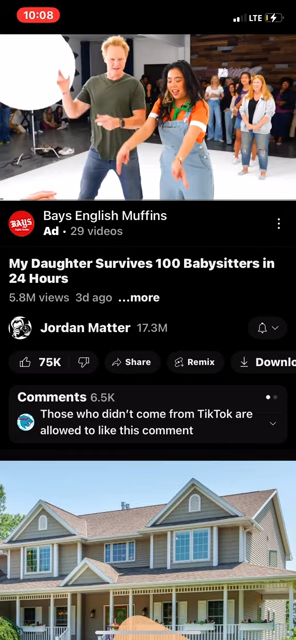 10:08
LTE
BAYS
Bays English Muffins
Ad • 29 videos
My Daughter Survives 100 Babysitters in
24 Hours
5.8M views 3d ago ...more
Jordan Matter 17.3M
75K
Share
Remix
Downlo
Comments 6.5K
Those who didn't come from TikTok are
allowed to like this comment